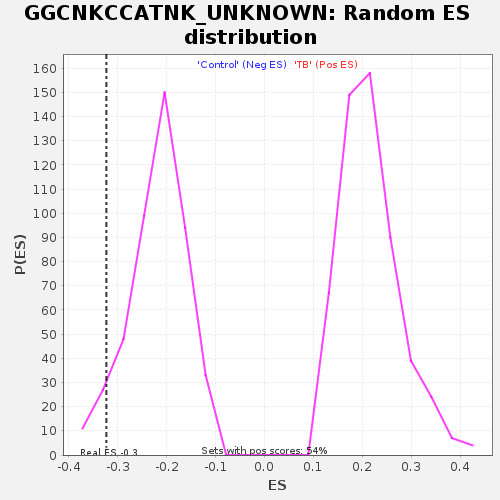 GGCNKCCATNK_UNKNOWN: Random ES
distribution
'Control' (Neg ES) 'TB' (Pos ES)
160
150
140
130
120
110
100
90
80
70
60
50
40
30
20
10
0
P(ES)
Real ES -0.3
Sets with pos scores: 54%
-0.4 -0.3 -0.2 -0.1 0.0 0.1 0.2 0.3 0.4
ES